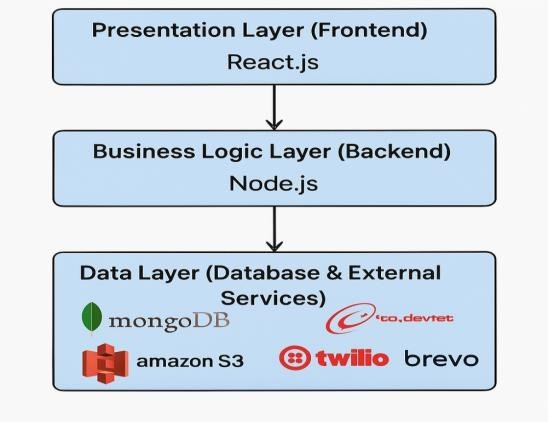 Presentation Layer (Frontend)
React.js
Business Logic Layer (Backend)
Node.js
Data Layer (Database & External
Services)
mongoDB
amazon S3 twilio brevo